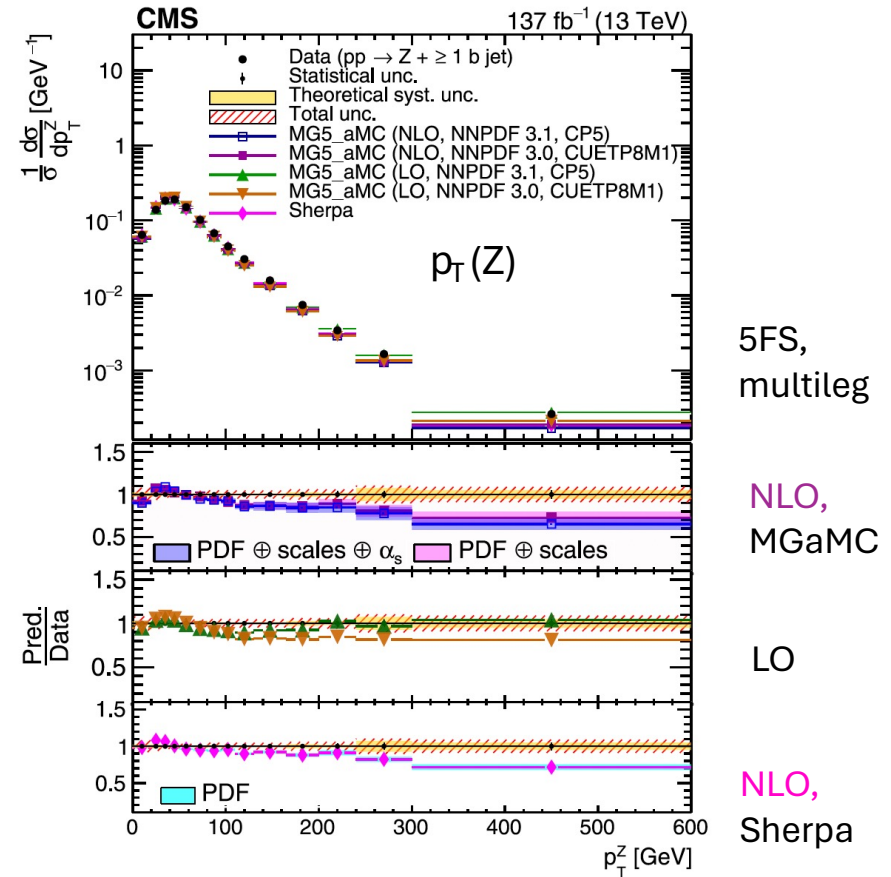 CMS 137 fb⁻¹ (13 TeV)
Data (pp → Z + ≥ 1 b jet)
Statistical unc.
Theoretical syst. unc.
Total unc.
MG5_aMC (NLO, NNPDF 3.1, CP5)
MG5_aMC (NLO, NNPDF 3.0, CUETP8M1)
MG5_aMC (LO, NNPDF 3.1, CP5)
MG5_aMC (LO, NNPDF 3.0, CUETP8M1)
Sherpa
1/σ dσ/dp_T^Z [GeV⁻¹]
10
1
10⁻¹
10⁻²
10⁻³
p_T(Z)
5FS,
multileg
1.5
1
0.5
PDF ⊕ scales ⊕ α_s PDF ⊕ scales
NLO,
MGaMC
Pred.
Data
1.5
1
0.5
LO
1.5
1
0.5
PDF
NLO,
Sherpa
0 100 200 300 400 500 600
p_T^Z [GeV]